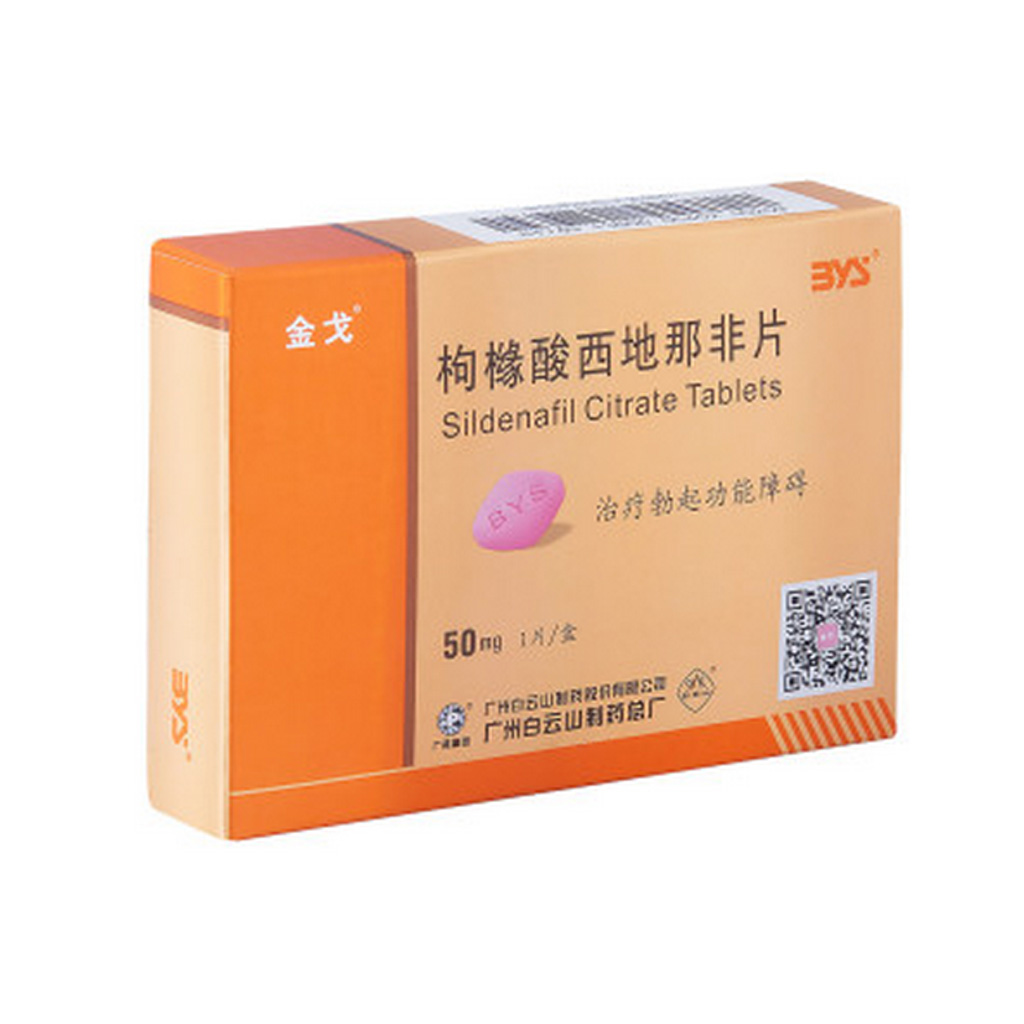 金戈®
BYS®
枸橼酸西地那非片
Sildenafil Citrate Tablets
BYS
治疗勃起功能障碍
50mg 1片/盒
广州白云山制药股份有限公司
广州白云山制药总厂
BYS®